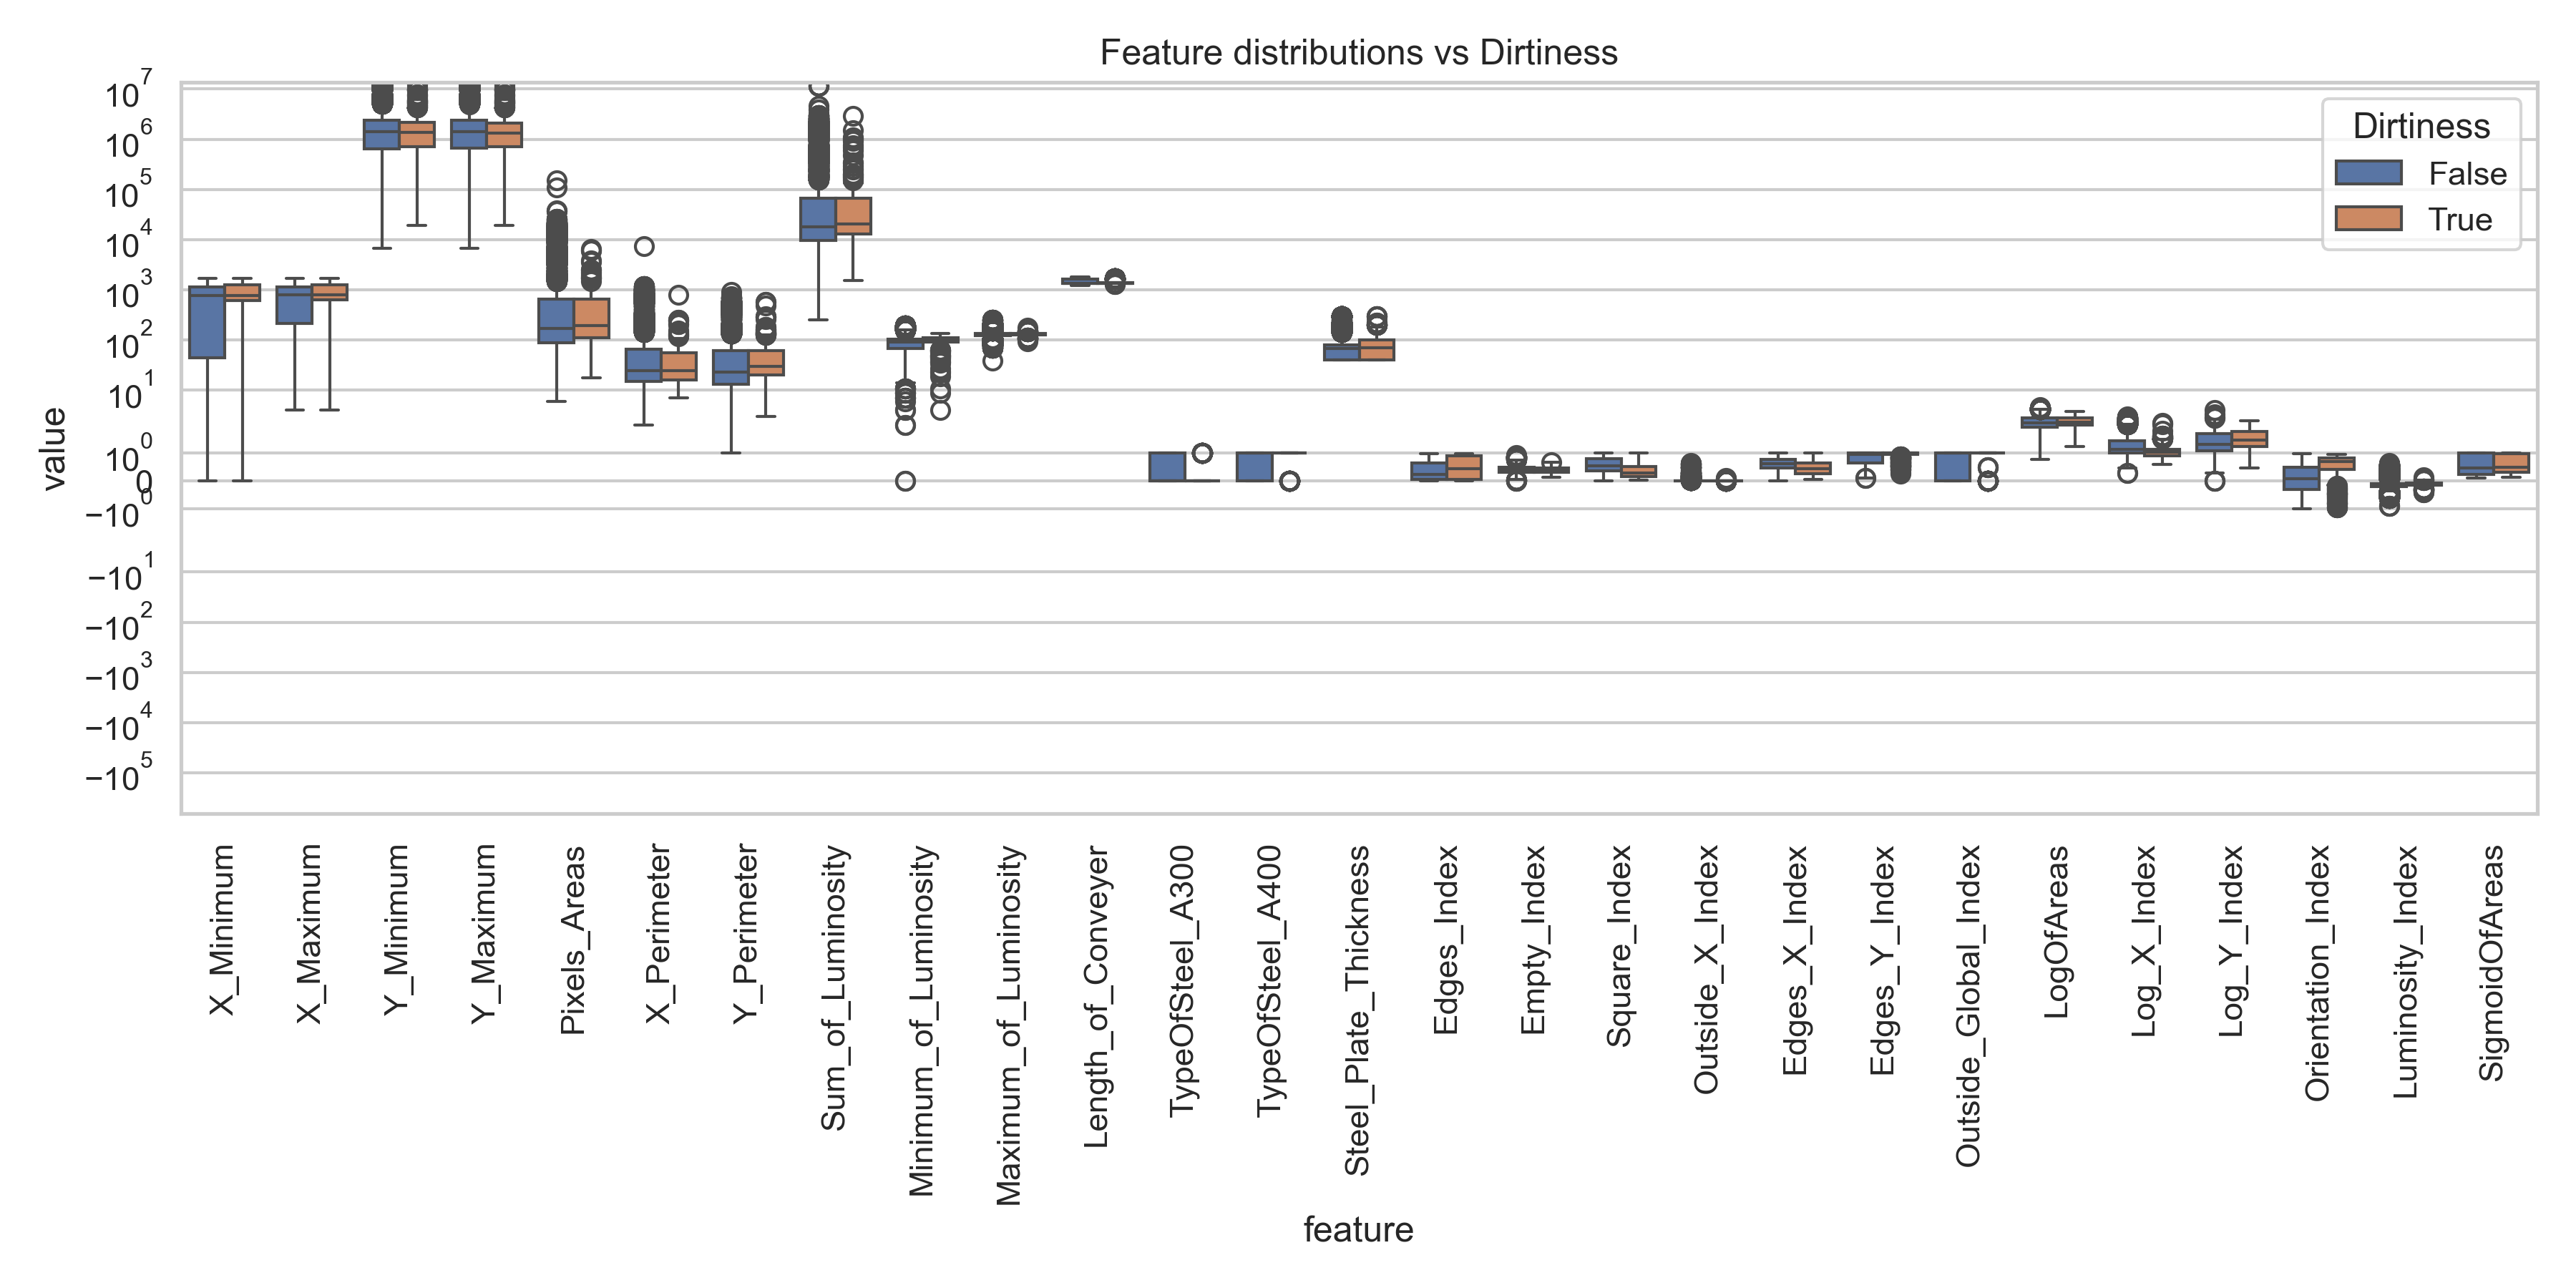 Feature distributions vs Dirtiness
10^7
10^6
10^5
10^4
10^3
10^2
10^1
10^0
0
−10^0
−10^1
−10^2
−10^3
−10^4
−10^5
value
Dirtiness
False
True
X_Minimum
X_Maximum
Y_Minimum
Y_Maximum
Pixels_Areas
X_Perimeter
Y_Perimeter
Sum_of_Luminosity
Minimum_of_Luminosity
Maximum_of_Luminosity
Length_of_Conveyer
TypeOfSteel_A300
TypeOfSteel_A400
Steel_Plate_Thickness
Edges_Index
Empty_Index
Square_Index
Outside_X_Index
Edges_X_Index
Edges_Y_Index
Outside_Global_Index
LogOfAreas
Log_X_Index
Log_Y_Index
Orientation_Index
Luminosity_Index
SigmoidOfAreas
feature